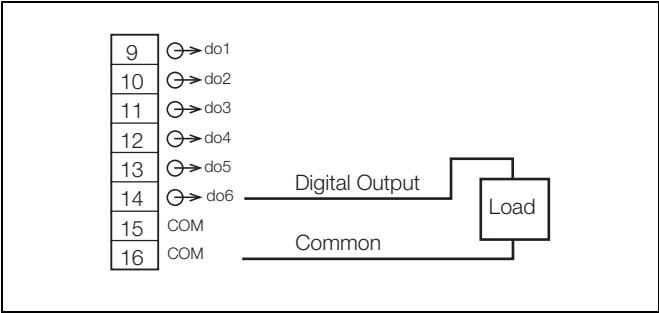 9 do1
10 do2
11 do3
12 do4
13 do5
14 do6 Digital Output
Load
15 COM
16 COM Common